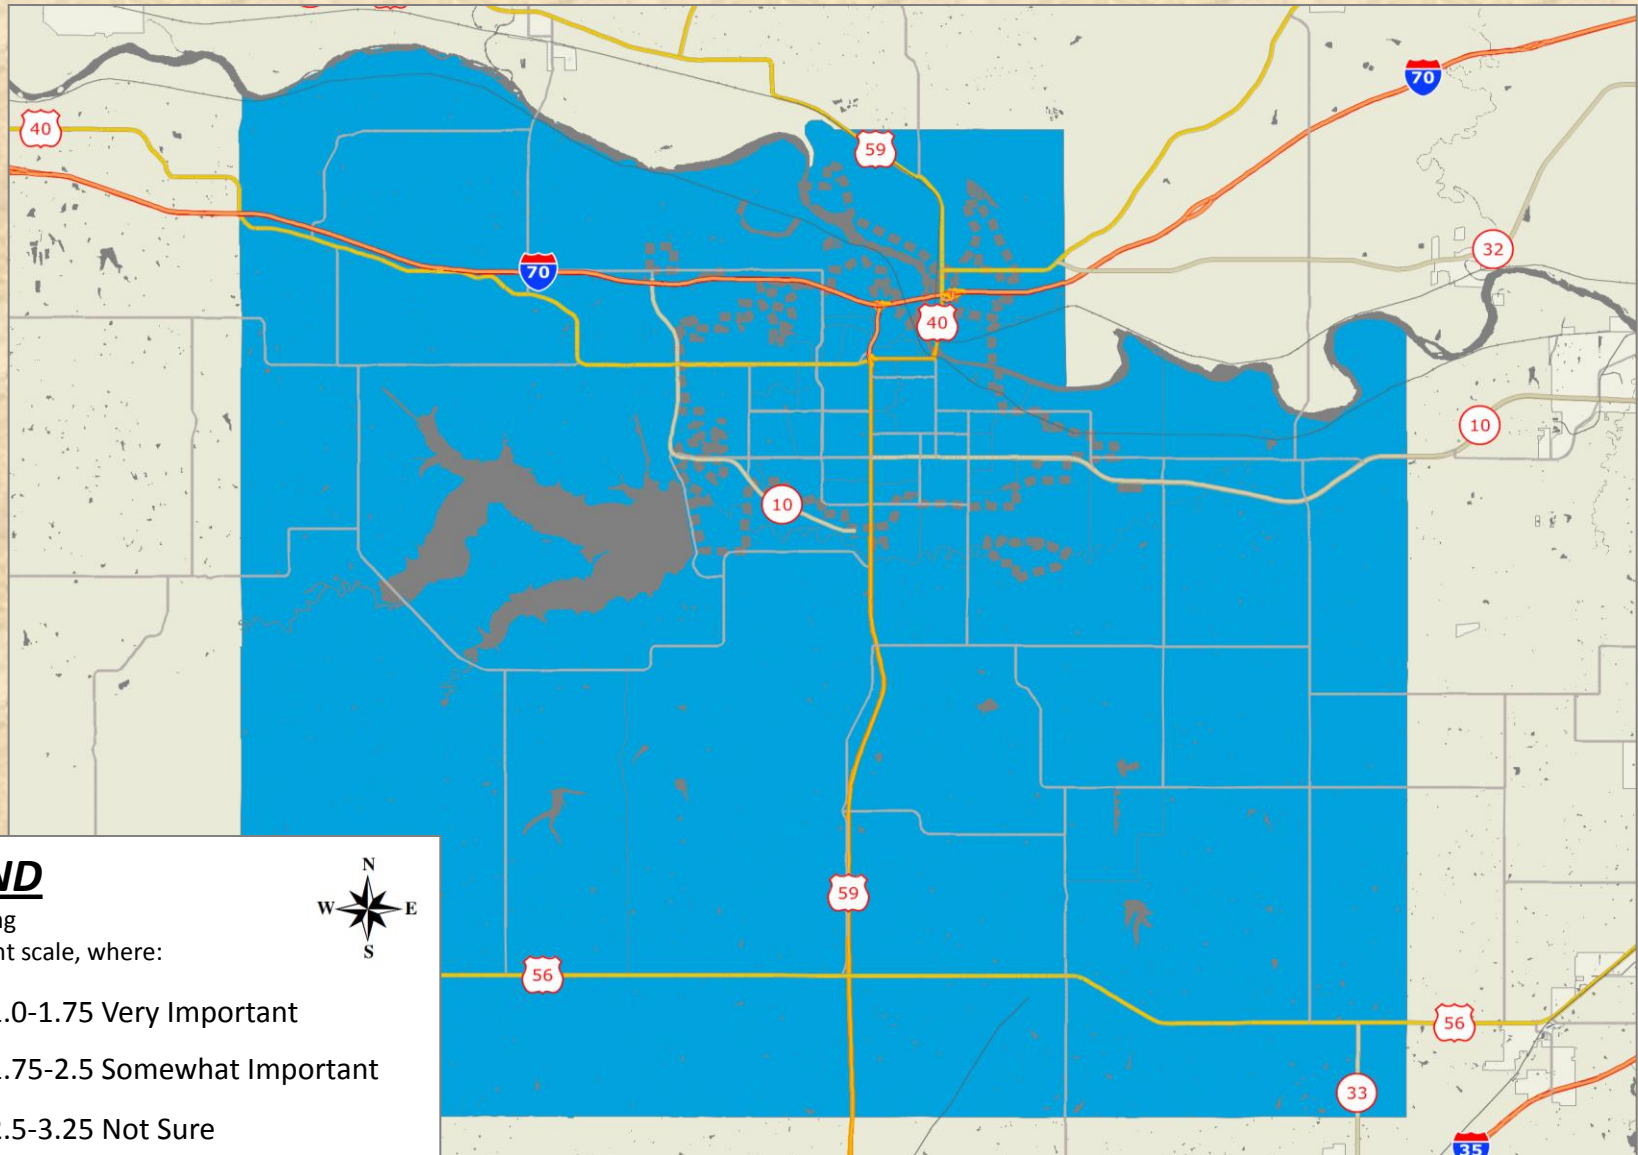 70
40
59
32
70
40
10
10
59
56
56
33
35
ND
N
W E
S
ng
nt scale, where:
.0-1.75 Very Important
.75-2.5 Somewhat Important
.5-3.25 Not Sure